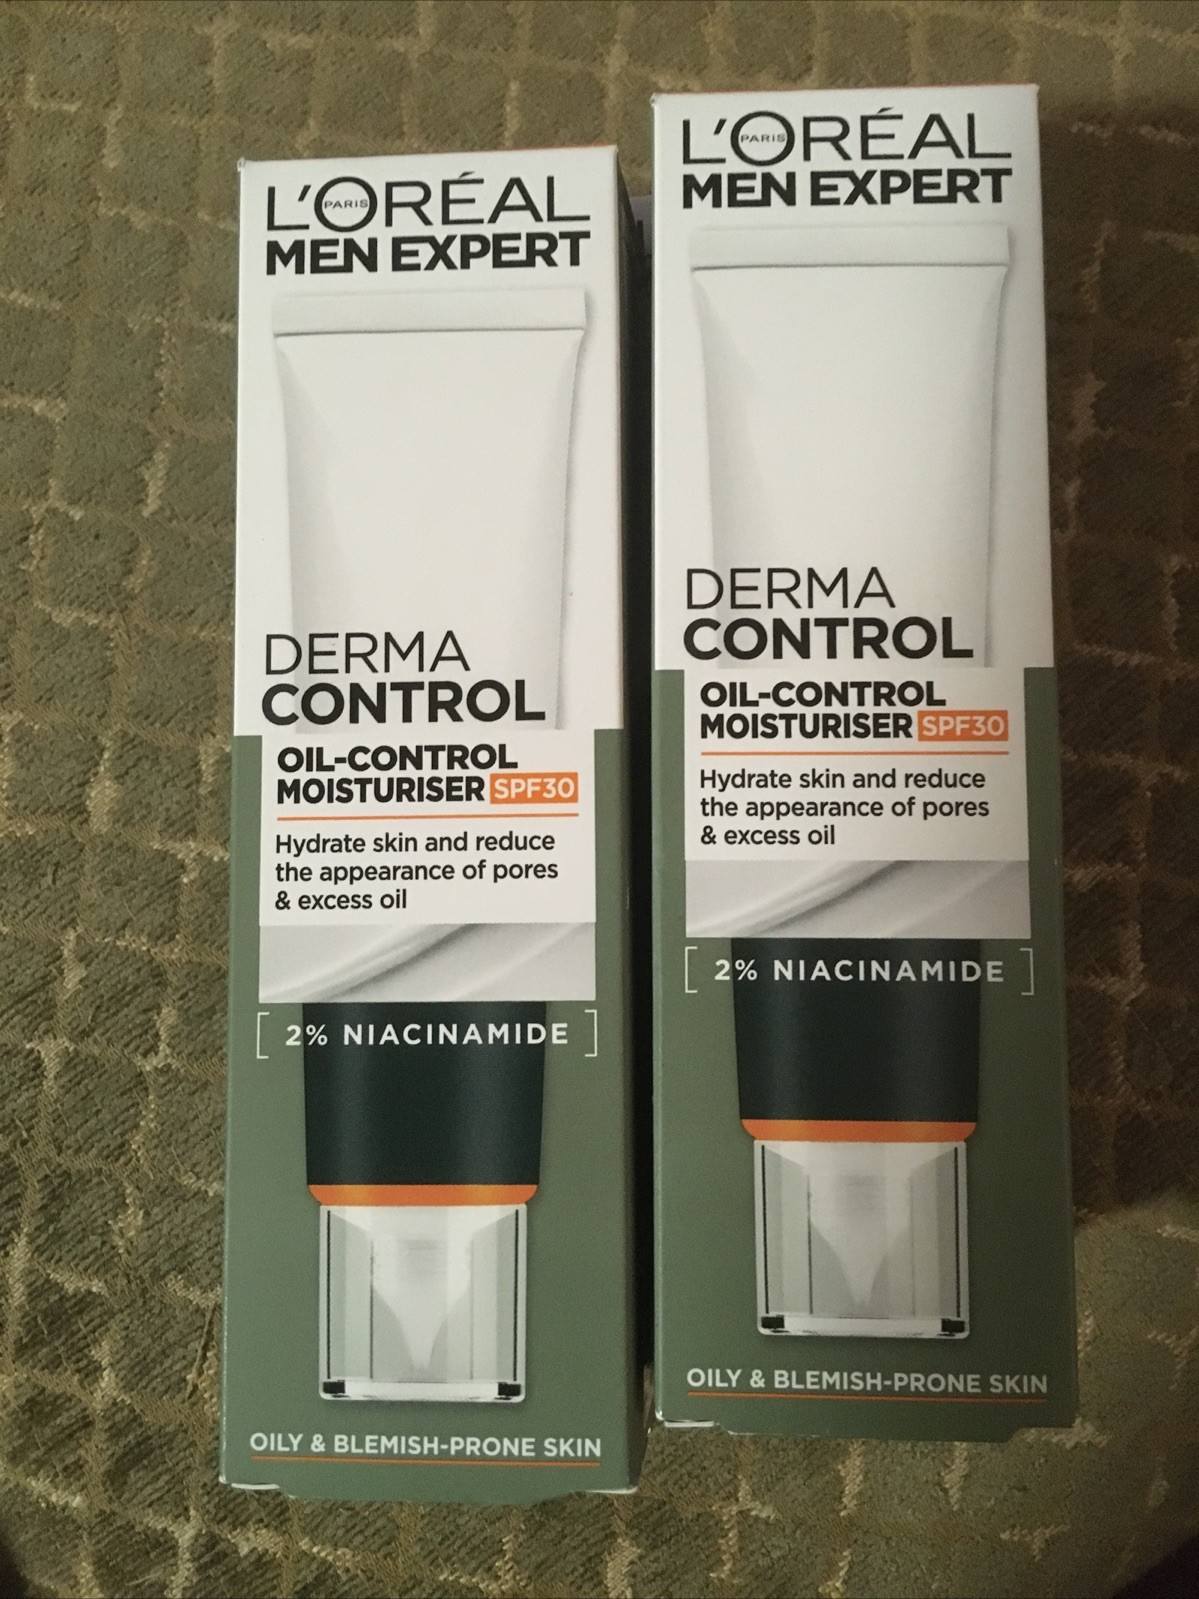 L'ORÉAL
PARIS
MEN EXPERT
DERMA
CONTROL
OIL-CONTROL
MOISTURISER SPF30
Hydrate skin and reduce
the appearance of pores
& excess oil
[ 2% NIACINAMIDE ]
OILY & BLEMISH-PRONE SKIN
L'ORÉAL
PARIS
MEN EXPERT
DERMA
CONTROL
OIL-CONTROL
MOISTURISER SPF30
Hydrate skin and reduce
the appearance of pores
& excess oil
[ 2% NIACINAMIDE ]
OILY & BLEMISH-PRONE SKIN